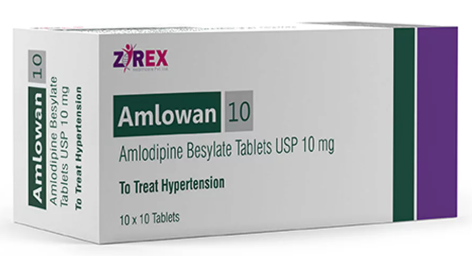 Amlowan 10
Amlodipine Besylate
Tablets USP 10 mg
To Treat Hypertension
ZYREX
Amlowan 10
Amlodipine Besylate Tablets USP 10 mg
To Treat Hypertension
10 x 10 Tablets